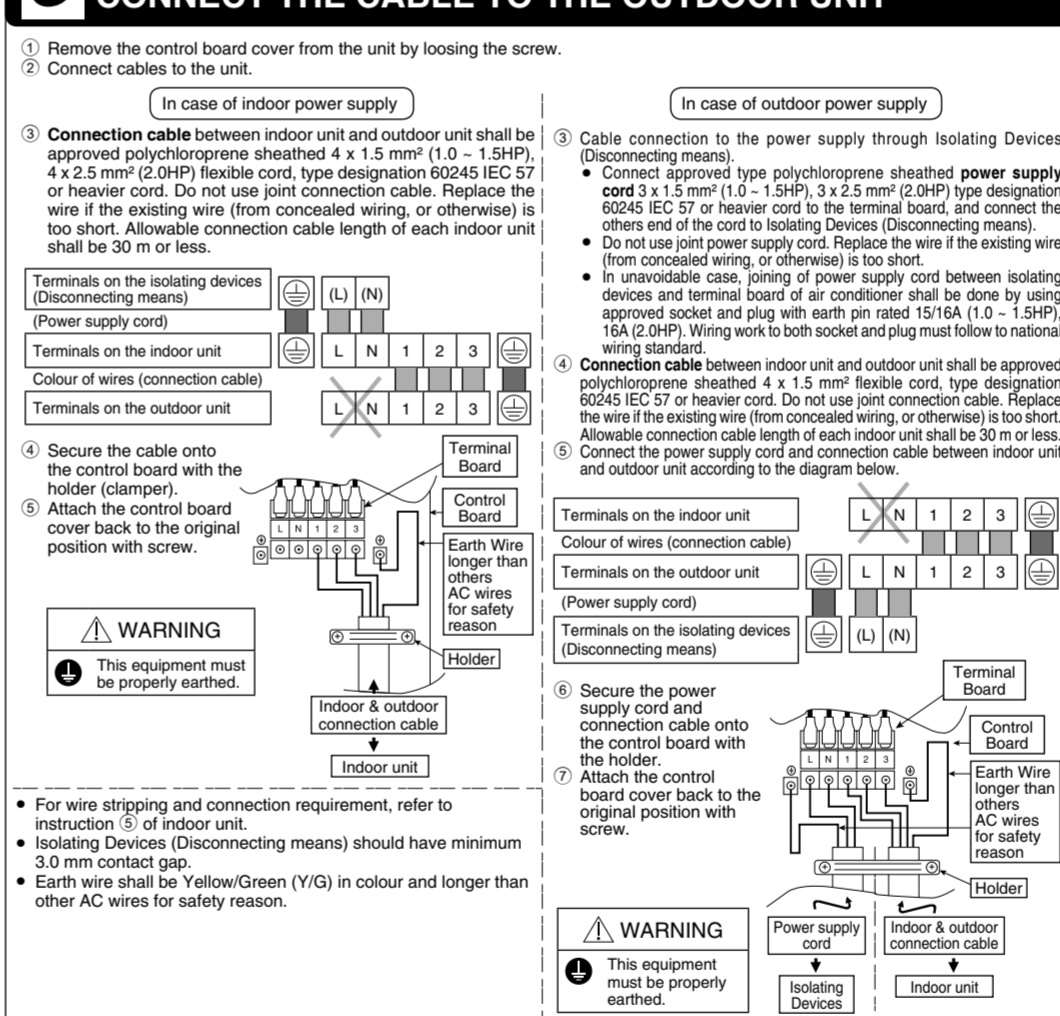 CONNECT THE CABLE TO THE OUTDOOR UNIT
① Remove the control board cover from the unit by loosing the screw.
② Connect cables to the unit.
In case of indoor power supply
③ Connection cable between indoor unit and outdoor unit shall be
approved polychloroprene sheathed 4 x 1.5 mm² (1.0 ~ 1.5HP),
4 x 2.5 mm² (2.0HP) flexible cord, type designation 60245 IEC 57
or heavier cord. Do not use joint connection cable. Replace the
wire if the existing wire (from concealed wiring, or otherwise) is
too short. Allowable connection cable length of each indoor unit
shall be 30 m or less.
Terminals on the isolating devices
(Disconnecting means)
(L) (N)
(Power supply cord)
Terminals on the indoor unit
L N 1 2 3
Colour of wires (connection cable)
Terminals on the outdoor unit
L N 1 2 3
④ Secure the cable onto
the control board with the
holder (clamper).
⑤ Attach the control board
cover back to the original
position with screw.
Terminal
Board
Control
Board
L N 1 2 3
Earth Wire
longer than
others
AC wires
for safety
reason
Holder
Indoor & outdoor
connection cable
Indoor unit
WARNING
This equipment must
be properly earthed.
• For wire stripping and connection requirement, refer to
instruction ⑤ of indoor unit.
• Isolating Devices (Disconnecting means) should have minimum
3.0 mm contact gap.
• Earth wire shall be Yellow/Green (Y/G) in colour and longer than
other AC wires for safety reason.
In case of outdoor power supply
③ Cable connection to the power supply through Isolating Devices
(Disconnecting means).
• Connect approved type polychloroprene sheathed power supply
cord 3 x 1.5 mm² (1.0 ~ 1.5HP), 3 x 2.5 mm² (2.0HP) type designation
60245 IEC 57 or heavier cord to the terminal board, and connect the
others end of the cord to Isolating Devices (Disconnecting means).
• Do not use joint power supply cord. Replace the wire if the existing wire
(from concealed wiring, or otherwise) is too short.
• In unavoidable case, joining of power supply cord between isolating
devices and terminal board of air conditioner shall be done by using
approved socket and plug with earth pin rated 15/16A (1.0 ~ 1.5HP),
16A (2.0HP). Wiring work to both socket and plug must follow to national
wiring standard.
④ Connection cable between indoor unit and outdoor unit shall be approved
polychloroprene sheathed 4 x 1.5 mm² flexible cord, type designation
60245 IEC 57 or heavier cord. Do not use joint connection cable. Replace
the wire if the existing wire (from concealed wiring, or otherwise) is too short.
Allowable connection cable length of each indoor unit shall be 30 m or less.
⑤ Connect the power supply cord and connection cable between indoor unit
and outdoor unit according to the diagram below.
Terminals on the indoor unit
L N 1 2 3
Colour of wires (connection cable)
Terminals on the outdoor unit
L N 1 2 3
(Power supply cord)
Terminals on the isolating devices
(Disconnecting means)
(L) (N)
⑥ Secure the power
supply cord and
connection cable onto
the control board with
the holder.
⑦ Attach the control
board cover back to the
original position with
screw.
Terminal
Board
Control
Board
L N 1 2 3
Earth Wire
longer than
others
AC wires
for safety
reason
Holder
Power supply
cord
Indoor & outdoor
connection cable
Isolating
Devices
Indoor unit
WARNING
This equipment
must be properly
earthed.